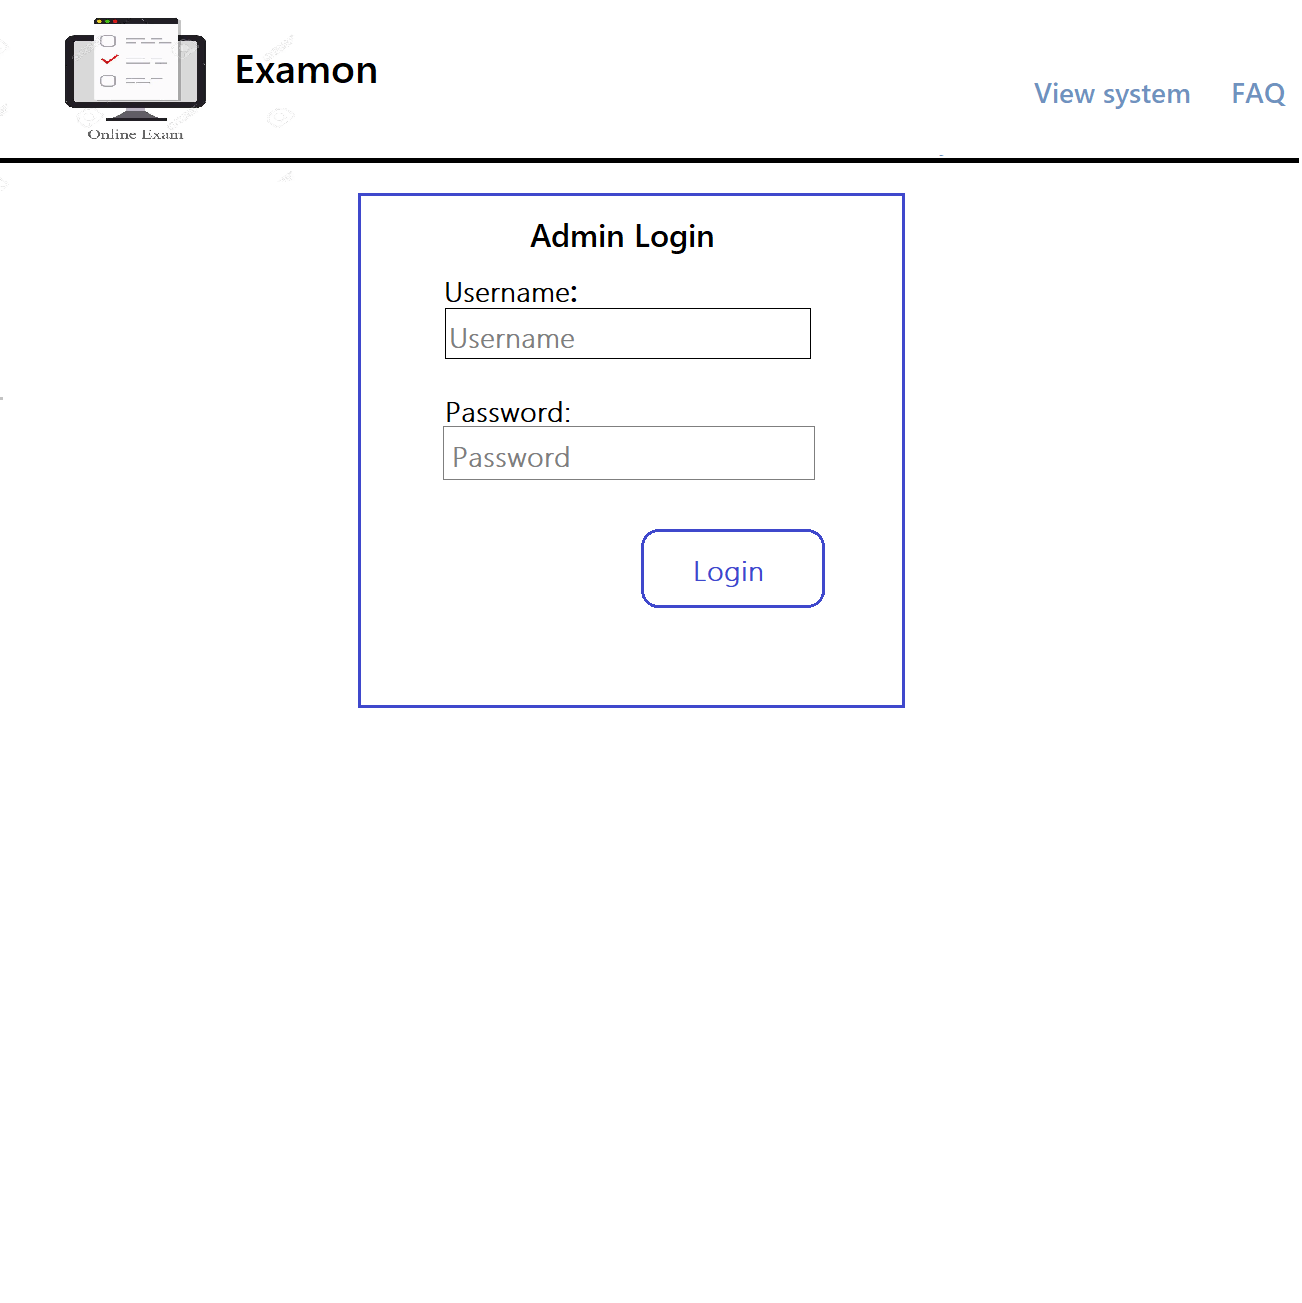 Examon
Online Exam
View system
FAQ
Admin Login
Username:
Username
Password:
Password
Login